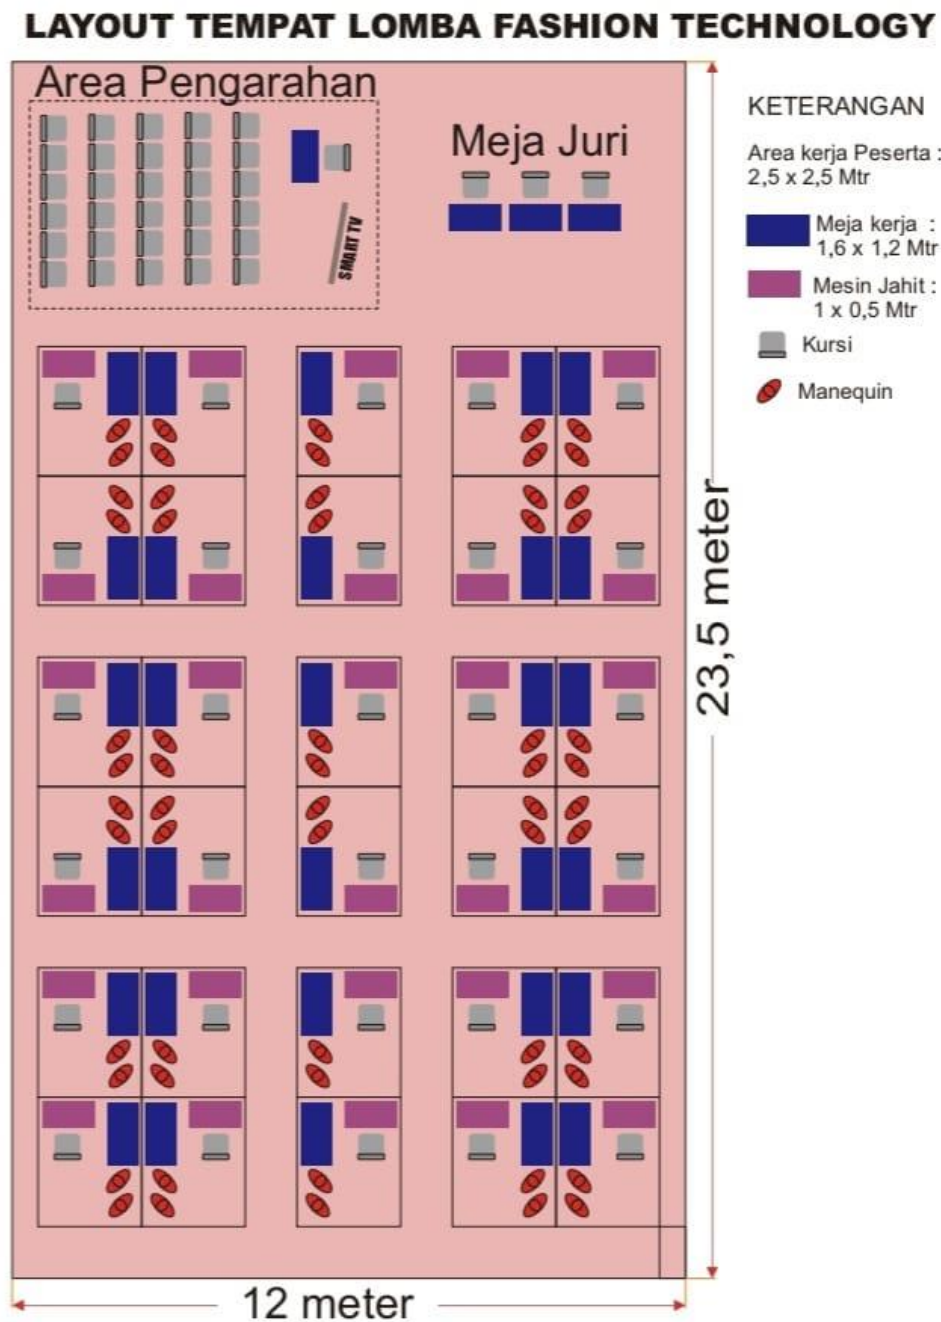 LAYOUT TEMPAT LOMBA FASHION TECHNOLOGY
Area Pengarahan
SMART TV
Meja Juri
KETERANGAN
Area kerja Peserta :
2,5 x 2,5 Mtr
Meja kerja :
1,6 x 1,2 Mtr
Mesin Jahit :
1 x 0,5 Mtr
Kursi
Manequin
23,5 meter
12 meter